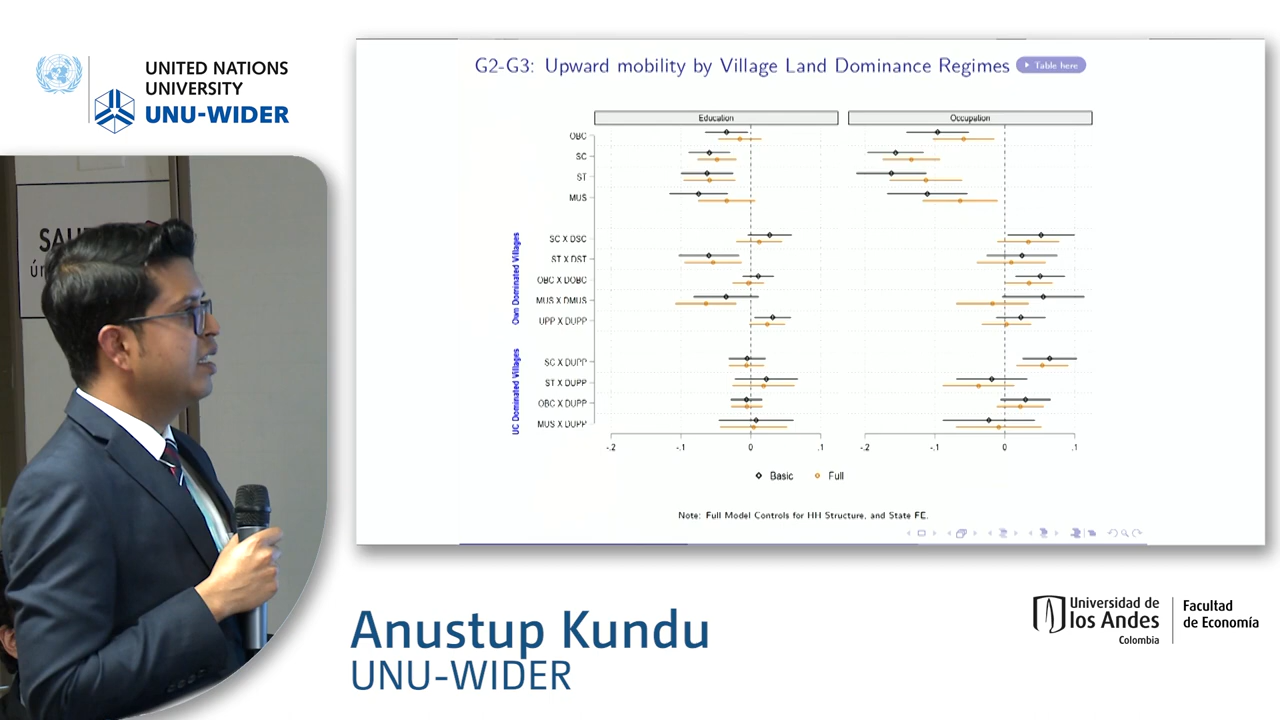 UNITED NATIONS
UNIVERSITY
UNU-WIDER
G2-G3: Upward mobility by Village Land Dominance Regimes
Table here
Education
Occupation
OBC
SC
ST
MUS
Own Dominated Villages
SC X DSC
ST X DST
OBC X DOBC
MUS X DMUS
UPP X DUPP
UC Dominated Villages
SC X DUPP
ST X DUPP
OBC X DUPP
MUS X DUPP
-.2 -.1 0 .1
-.2 -.1 0 .1
Basic Full
Note: Full Model Controls for HH Structure, and State FE.
Anustup Kundu
UNU-WIDER
Universidad de
los Andes
Colombia
Facultad
de Economía